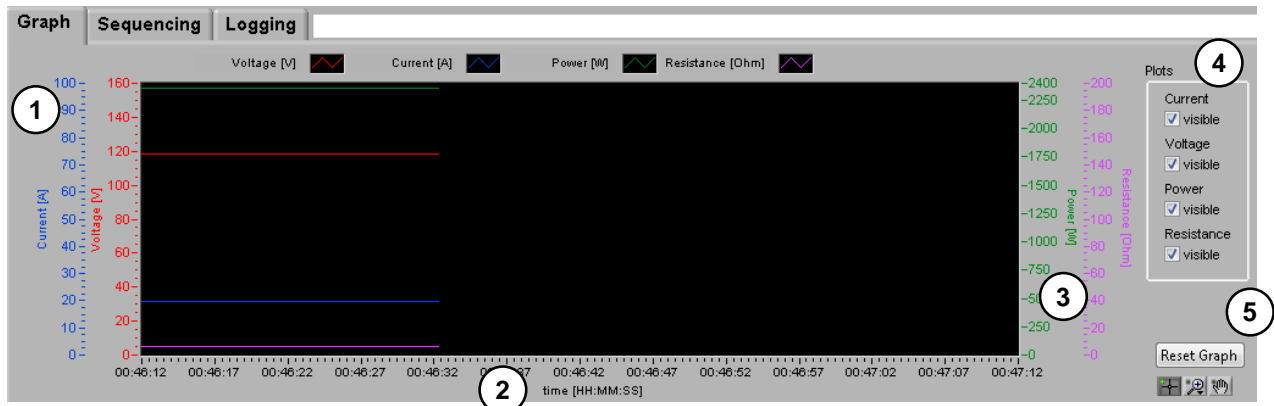 Graph Sequencing Logging
Voltage [V] Current [A] Power [W] Resistance [Ohm]
1
Current [A]
100
90
80
70
60
50
40
30
20
10
0
Voltage [V]
160
140
120
100
80
60
40
20
0
2400
2250
2000
1750
1500
1250
1000
750
250
0
Power [W]
3
200
180
160
140
120
100
80
60
40
20
0
Resistance [Ohm]
00:46:12 00:46:17 00:46:22 00:46:27 00:46:32 00:46:42 00:46:47 00:46:52 00:46:57 00:47:02 00:47:07 00:47:12
2
time [HH:MM:SS]
4
Plots
Current
visible
Voltage
visible
Power
visible
Resistance
visible
5
Reset Graph